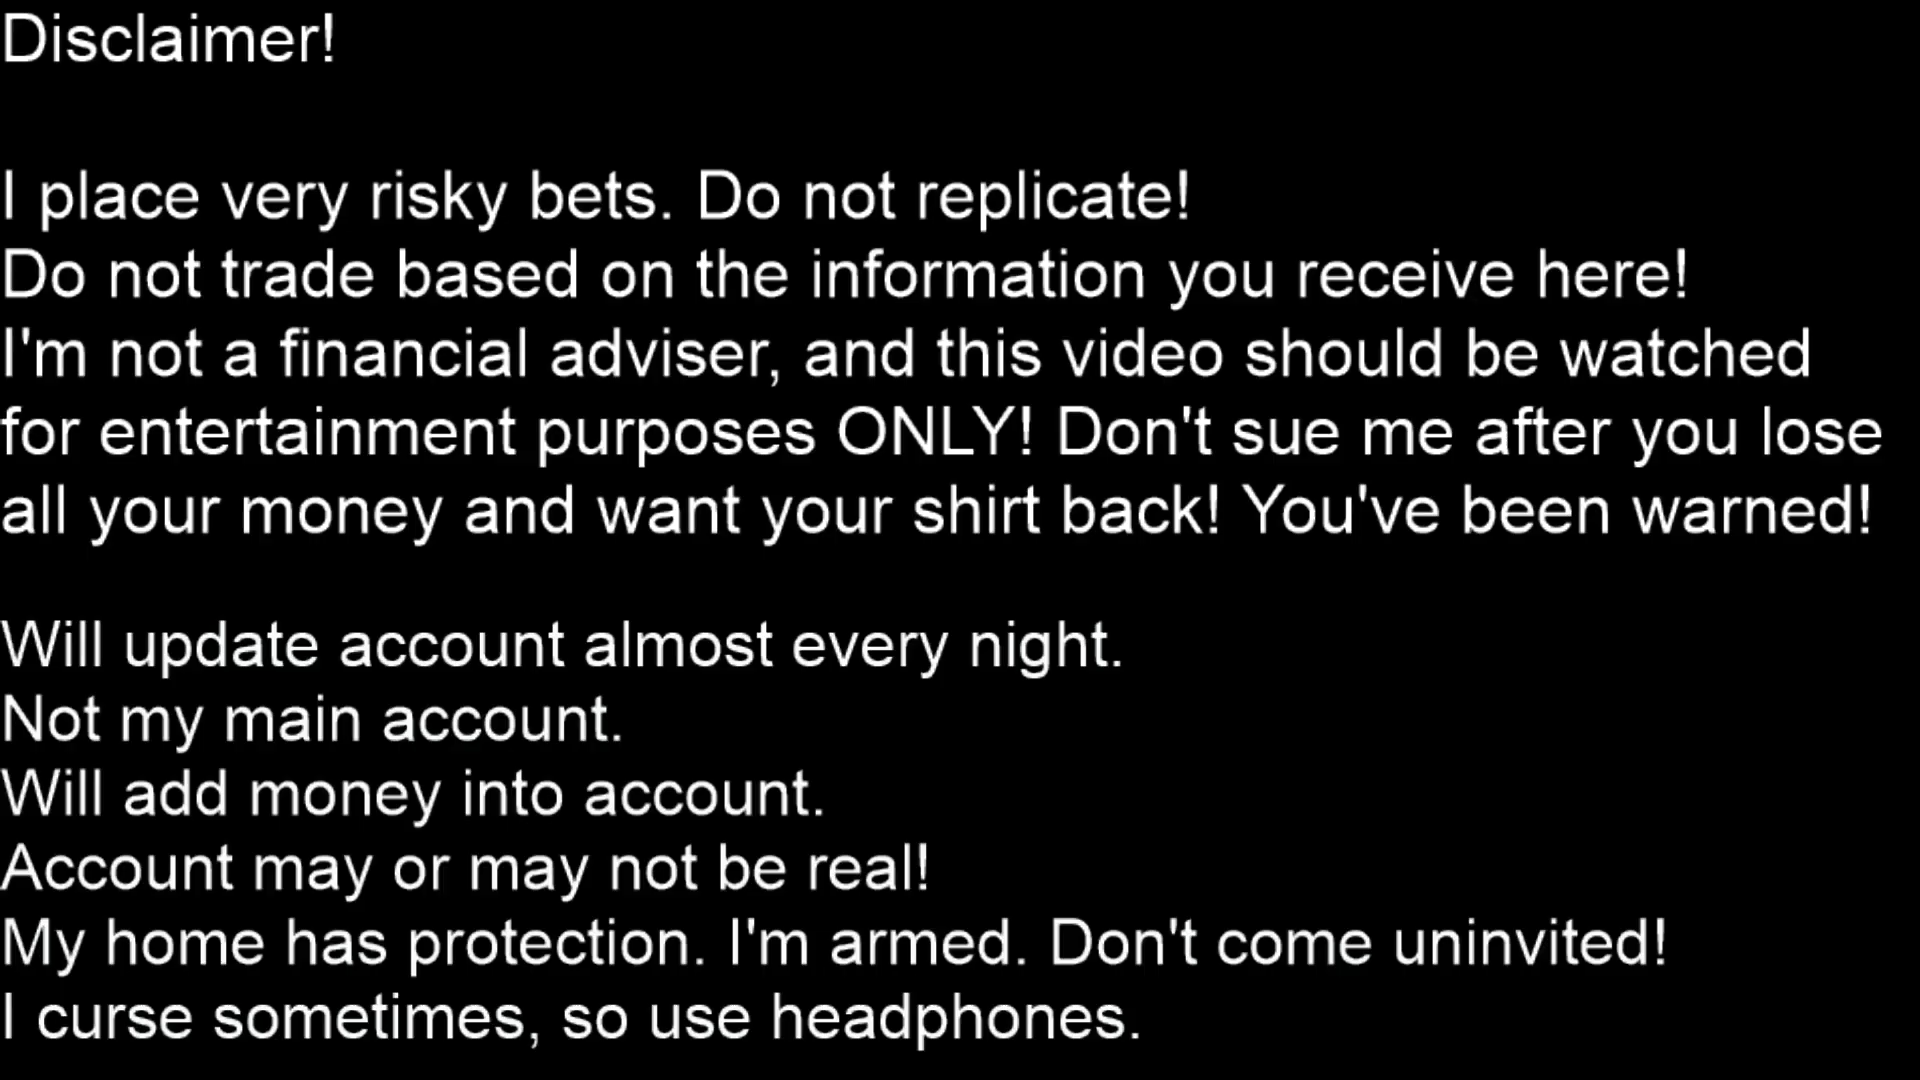 Disclaimer!
I place very risky bets. Do not replicate!
Do not trade based on the information you receive here!
I'm not a financial adviser, and this video should be watched
for entertainment purposes ONLY! Don't sue me after you lose
all your money and want your shirt back! You've been warned!
Will update account almost every night.
Not my main account.
Will add money into account.
Account may or may not be real!
My home has protection. I'm armed. Don't come uninvited!
I curse sometimes, so use headphones.